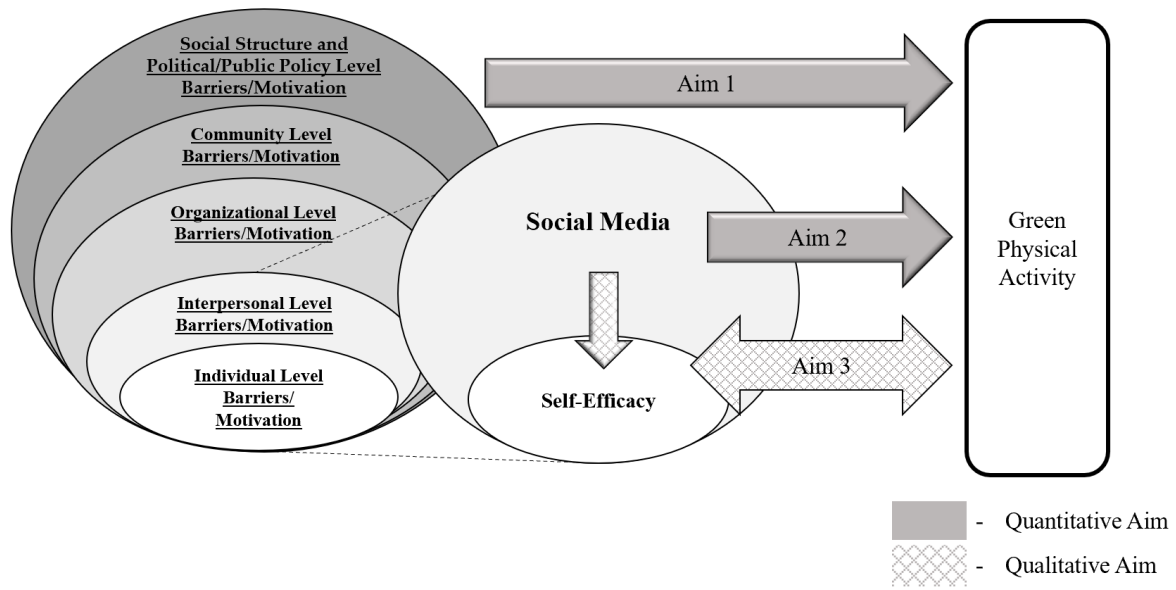 Social Structure and
Political/Public Policy Level
Barriers/Motivation
Community Level
Barriers/Motivation
Organizational Level
Barriers/Motivation
Interpersonal Level
Barriers/Motivation
Individual Level
Barriers/
Motivation
Social Media
Self-Efficacy
Aim 1
Aim 2
Aim 3
Green
Physical
Activity
- Quantitative Aim
- Qualitative Aim